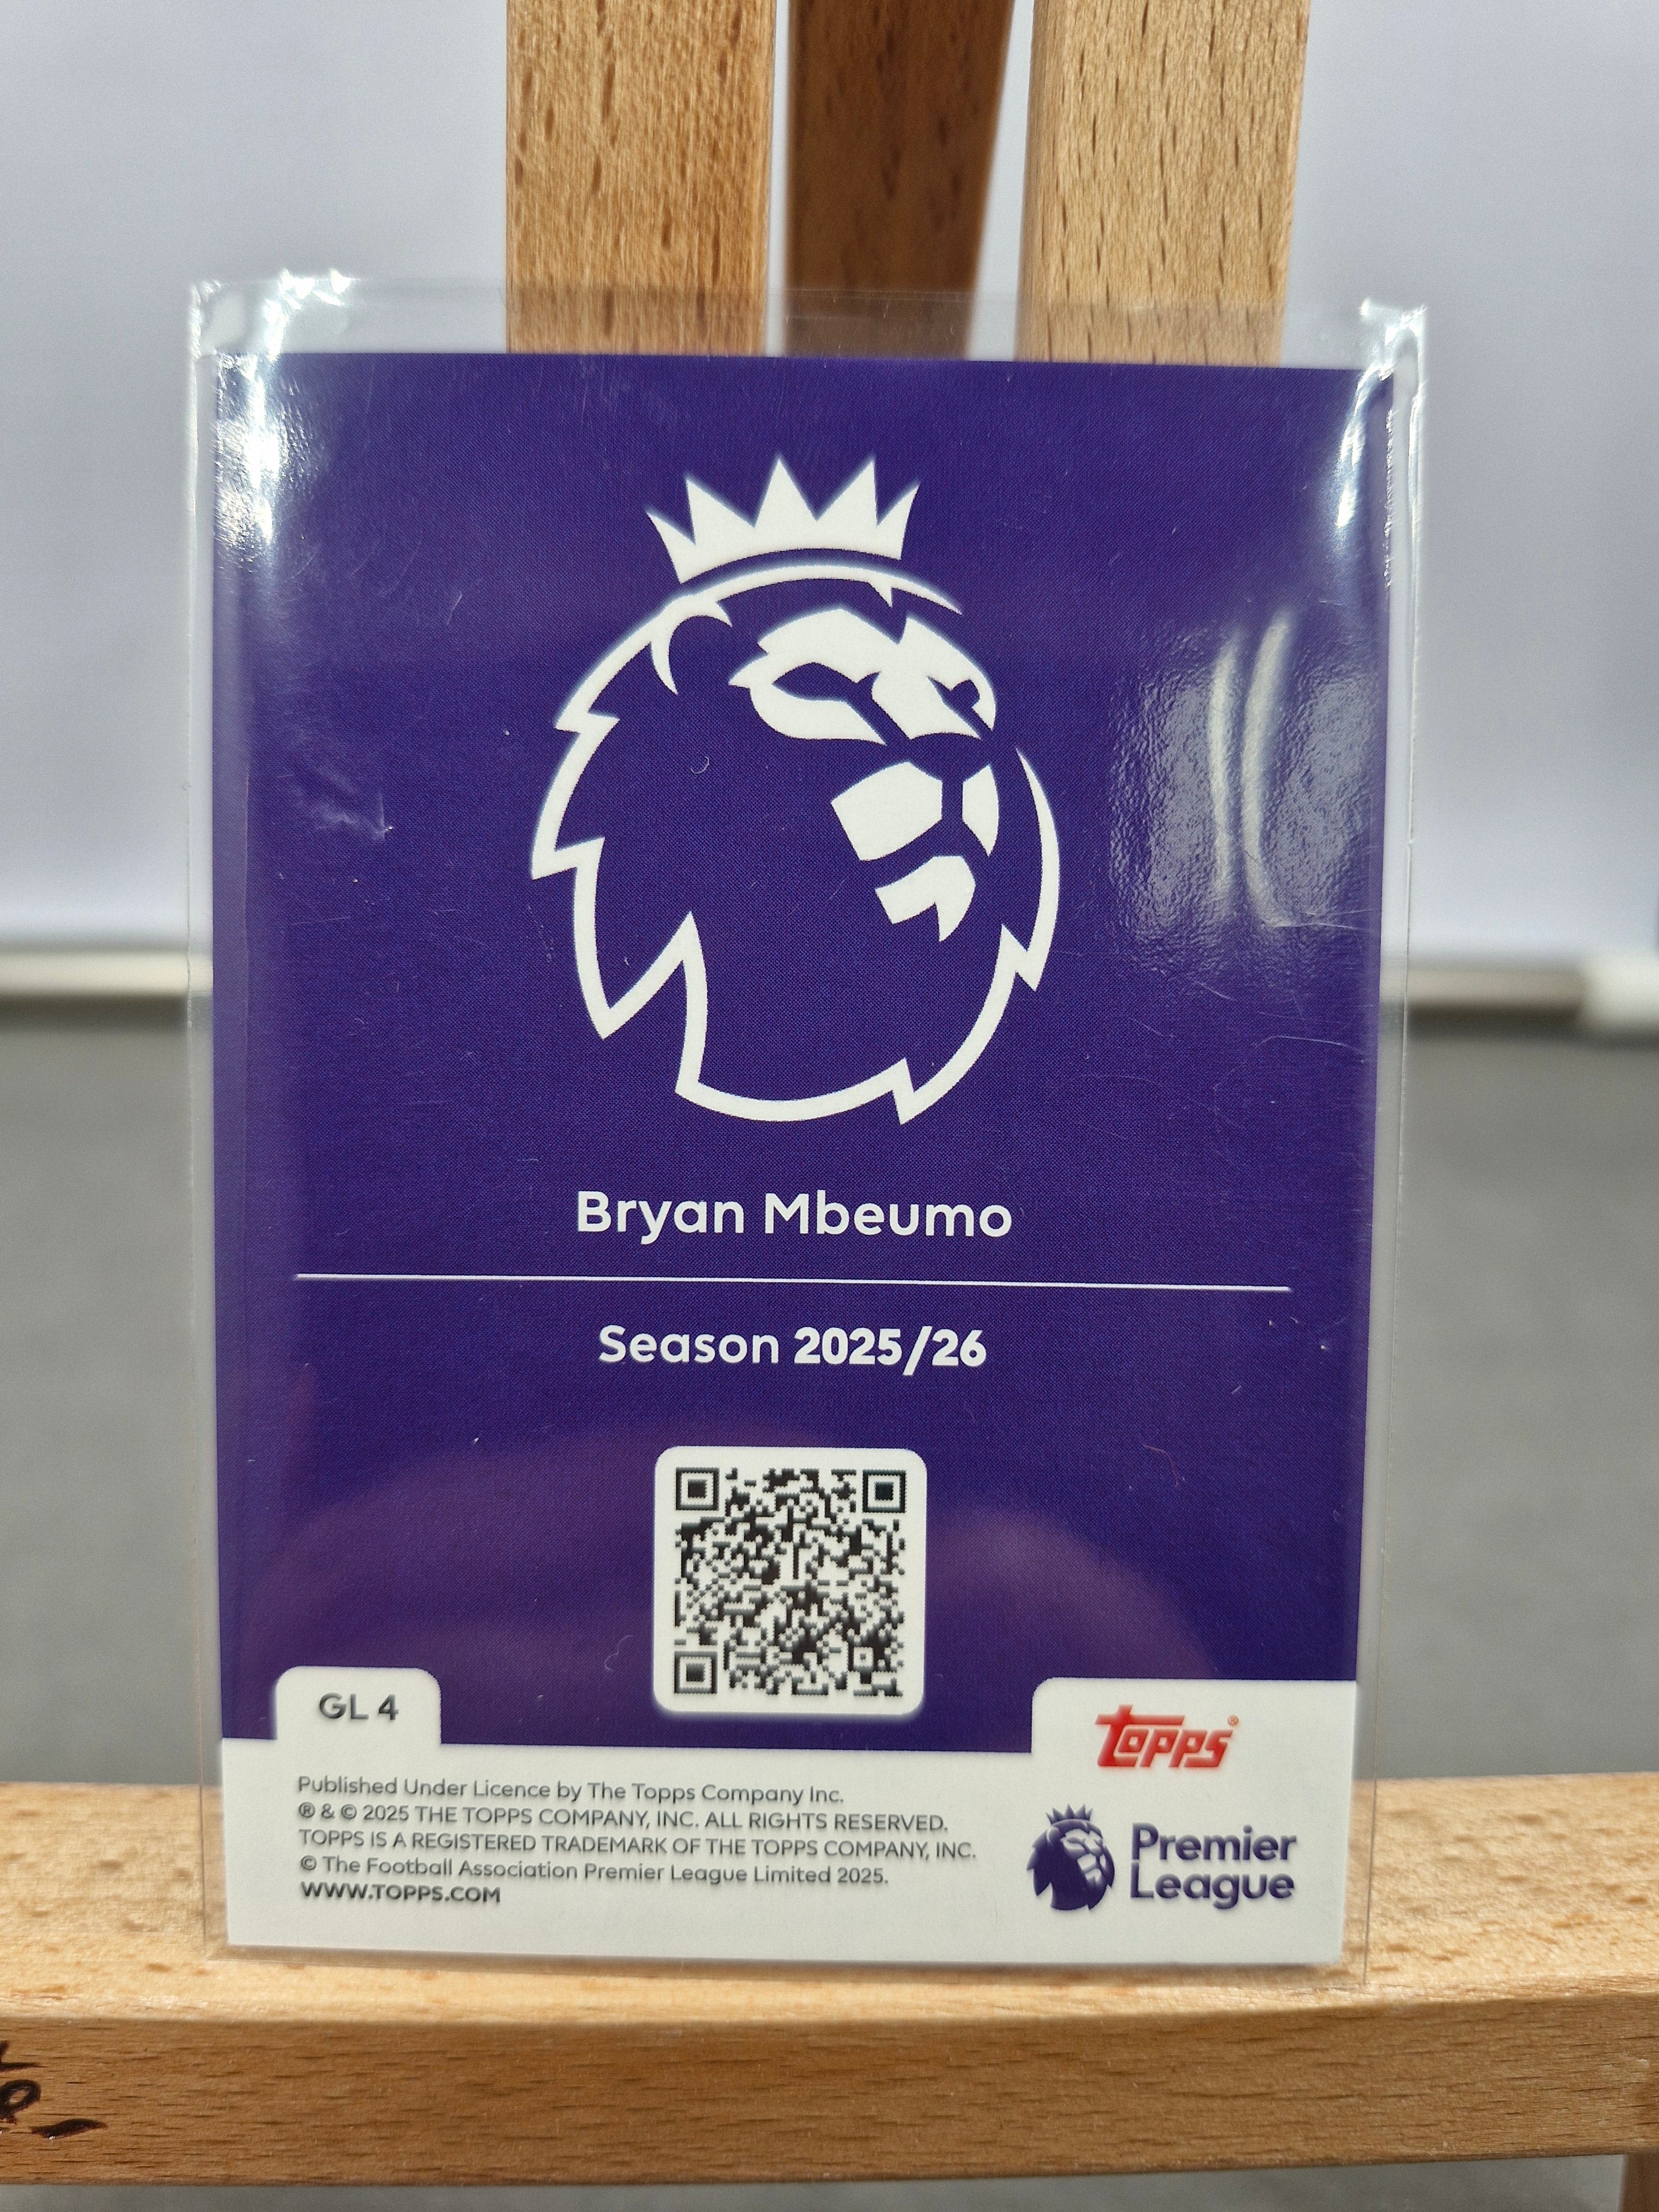 Bryan Mbeumo
Season 2025/26
GL 4
topps®
Published Under Licence by The Topps Company Inc.
® & © 2025 THE TOPPS COMPANY, INC. ALL RIGHTS RESERVED.
TOPPS IS A REGISTERED TRADEMARK OF THE TOPPS COMPANY, INC.
© The Football Association Premier League Limited 2025.
WWW.TOPPS.COM
Premier
League